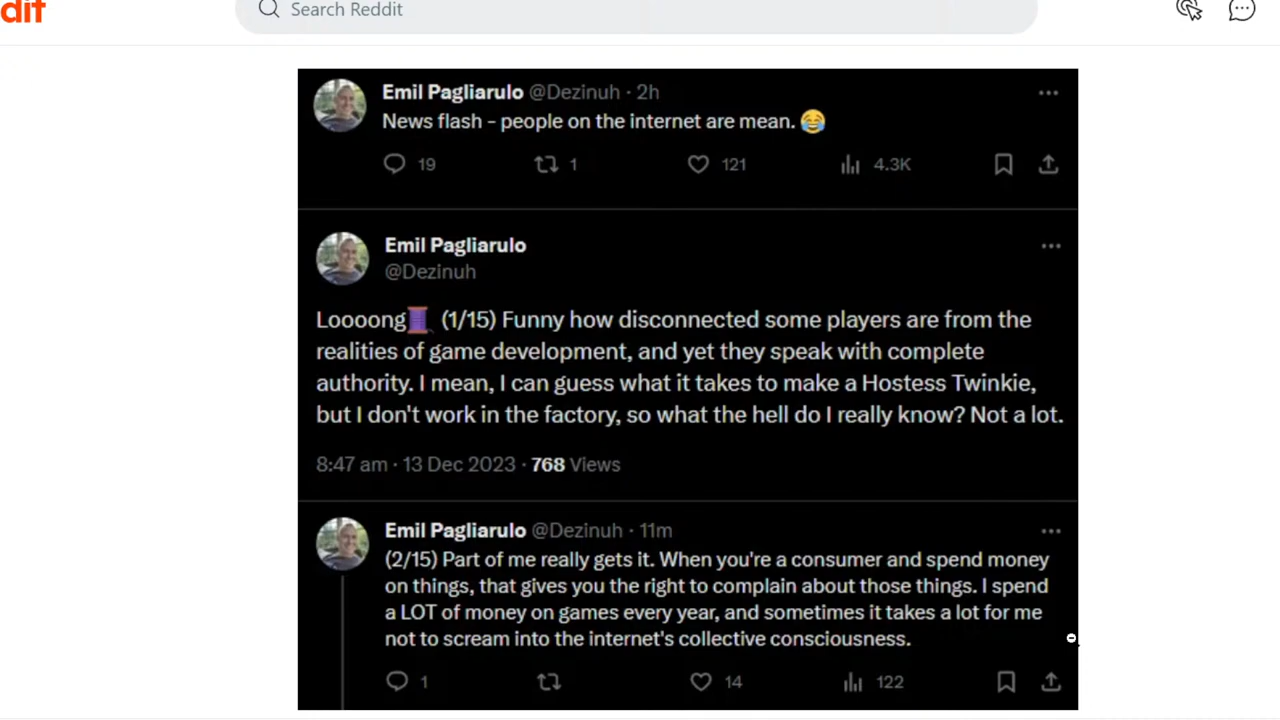 dit
Search Reddit
Emil Pagliarulo @Dezinuh · 2h
News flash - people on the internet are mean. 😂
19 1 121 4.3K
Emil Pagliarulo
@Dezinuh
Loooong🧵 (1/15) Funny how disconnected some players are from the
realities of game development, and yet they speak with complete
authority. I mean, I can guess what it takes to make a Hostess Twinkie,
but I don't work in the factory, so what the hell do I really know? Not a lot.
8:47 am · 13 Dec 2023 · 768 Views
Emil Pagliarulo @Dezinuh · 11m
(2/15) Part of me really gets it. When you're a consumer and spend money
on things, that gives you the right to complain about those things. I spend
a LOT of money on games every year, and sometimes it takes a lot for me
not to scream into the internet's collective consciousness.
1 14 122